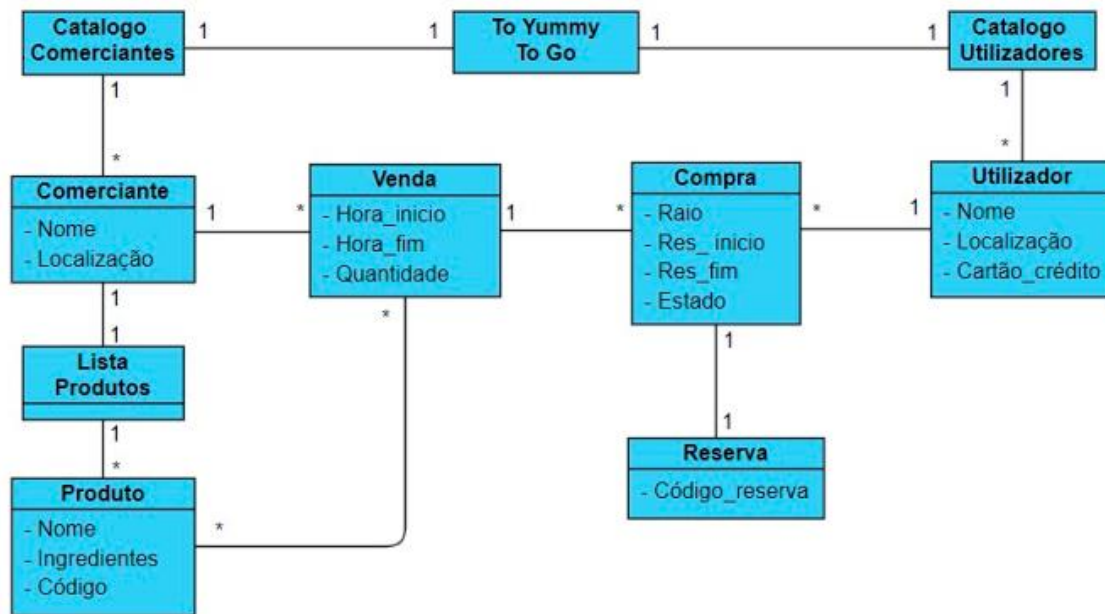 Catalogo
Comerciantes
1
1
To Yummy
To Go
1
1
Catalogo
Utilizadores
1
*
1
*
Comerciante
- Nome
- Localização
1
*
Venda
- Hora_inicio
- Hora_fim
- Quantidade
1
*
Compra
- Raio
- Res_inicio
- Res_fim
- Estado
*
1
Utilizador
- Nome
- Localização
- Cartão_crédito
1
1
Lista
Produtos
1
*
Produto
- Nome
- Ingredientes
- Código
*
*
1
1
Reserva
- Código_reserva